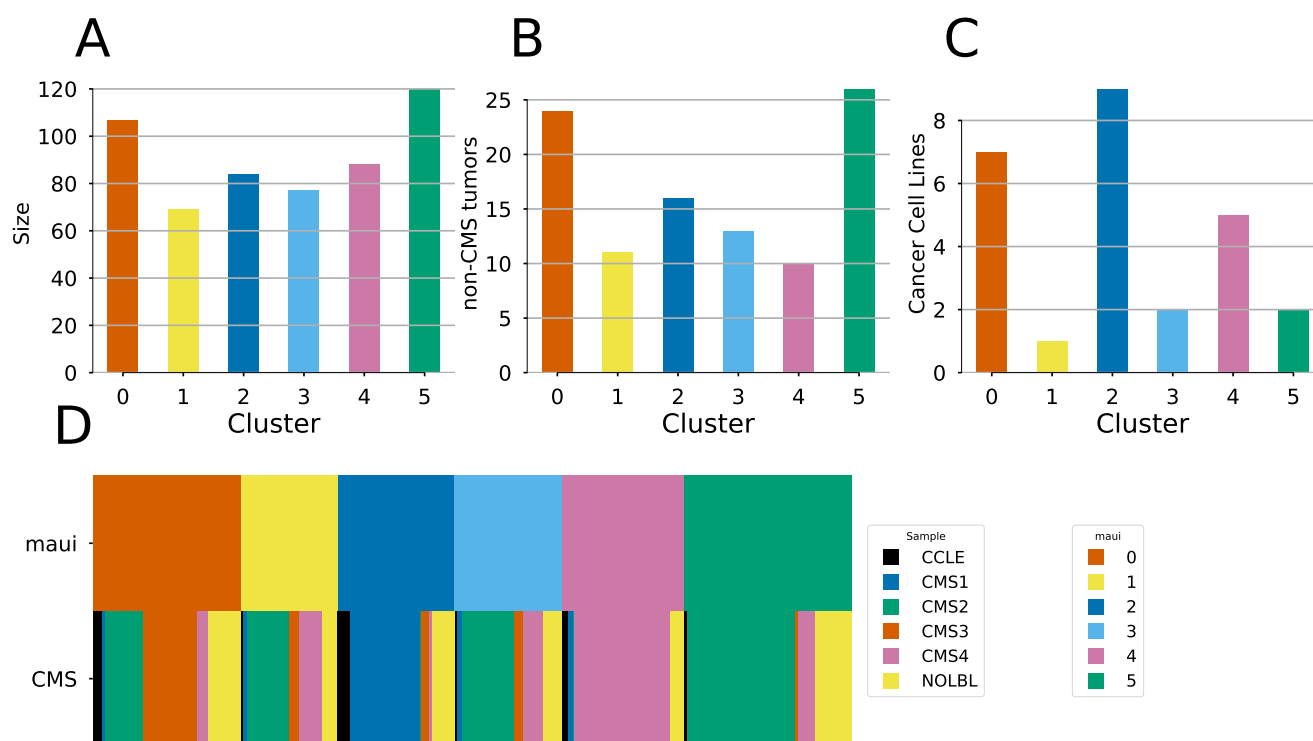 A
Size
120
100
80
60
40
20
0
0 1 2 3 4 5
Cluster
B
non-CMS tumors
25
20
15
10
5
0
0 1 2 3 4 5
Cluster
C
Cancer Cell Lines
8
6
4
2
0
0 1 2 3 4 5
Cluster
D
maui
CMS
Sample
CCLE
CMS1
CMS2
CMS3
CMS4
NOLBL
maui
0
1
2
3
4
5